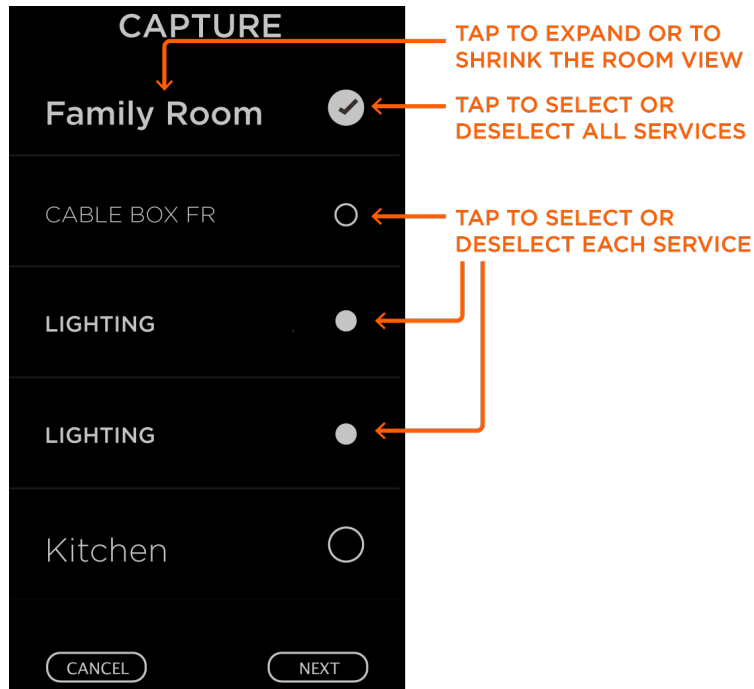 CAPTURE
TAP TO EXPAND OR TO
SHRINK THE ROOM VIEW
Family Room
TAP TO SELECT OR
DESELECT ALL SERVICES
CABLE BOX FR
TAP TO SELECT OR
DESELECT EACH SERVICE
LIGHTING
LIGHTING
Kitchen
CANCEL
NEXT